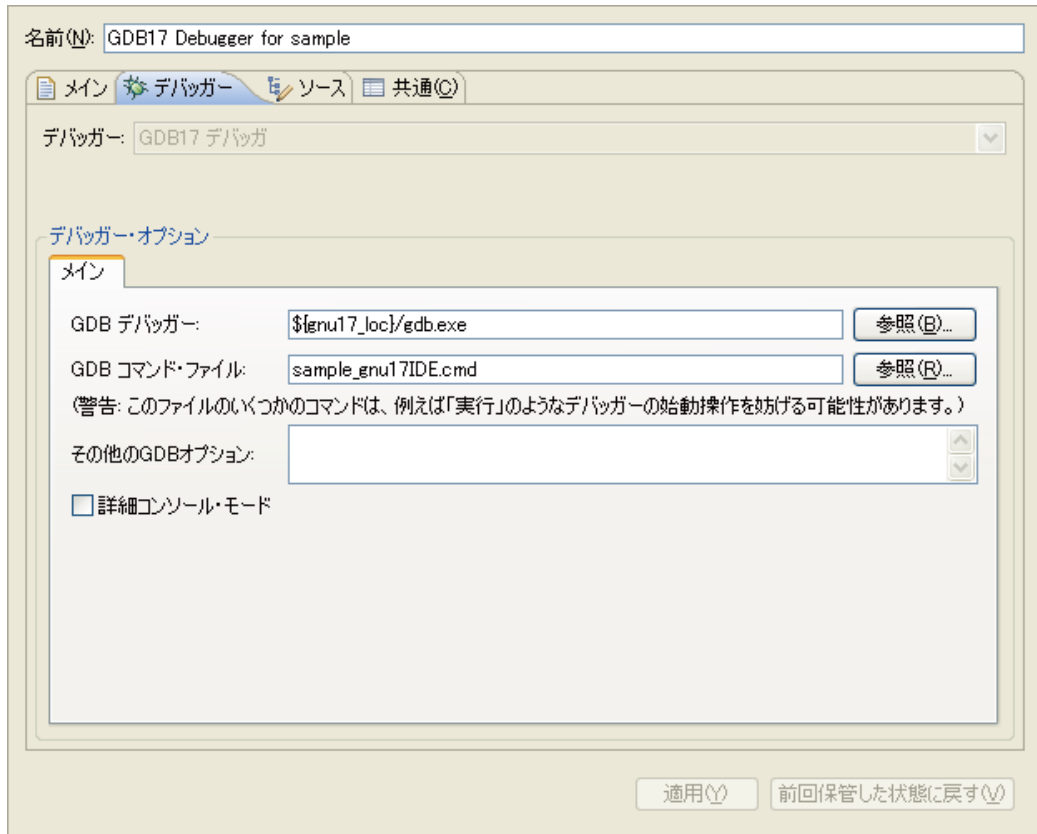 名前(N): GDB17 Debugger for sample
メイン デバッガー ソース 共通(C)
デバッガー: GDB17 デバッガ
デバッガー・オプション
メイン
GDB デバッガー: ${gnu17_loc}/gdb.exe 参照(B)...
GDB コマンド・ファイル: sample_gnu17IDE.cmd 参照(R)...
(警告: このファイルのいくつかのコマンドは、例えば「実行」のようなデバッガーの始動操作を妨げる可能性があります。)
その他のGDBオプション:
詳細コンソール・モード
適用(Y) 前回保管した状態に戻す(V)